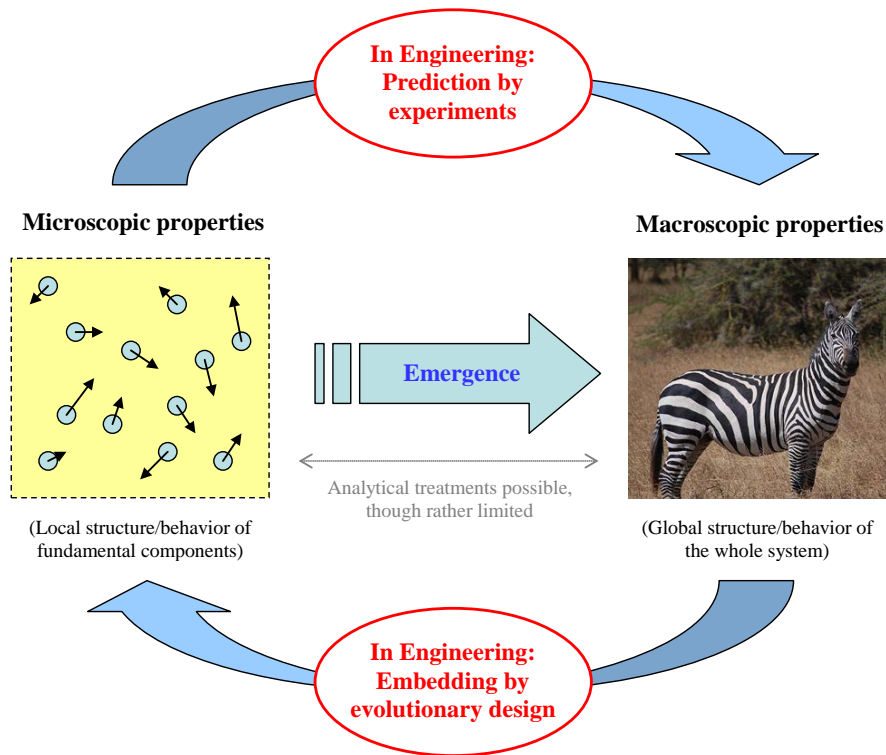 In Engineering:
Prediction by
experiments
Microscopic properties
Macroscopic properties
Emergence
Analytical treatments possible,
though rather limited
(Local structure/behavior of
fundamental components)
(Global structure/behavior of
the whole system)
In Engineering:
Embedding by
evolutionary design